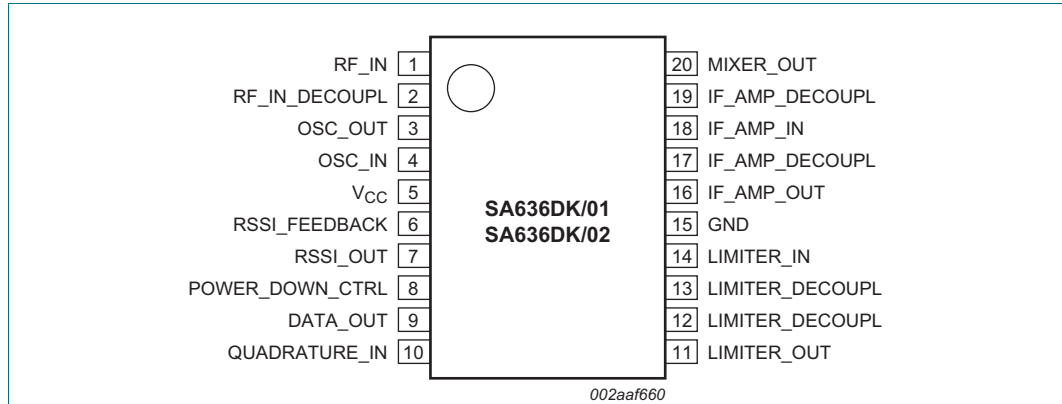 RF_IN 1
RF_IN_DECOUPL 2
OSC_OUT 3
OSC_IN 4
VCC 5
RSSI_FEEDBACK 6
RSSI_OUT 7
POWER_DOWN_CTRL 8
DATA_OUT 9
QUADRATURE_IN 10
SA636DK/01
SA636DK/02
20 MIXER_OUT
19 IF_AMP_DECOUPL
18 IF_AMP_IN
17 IF_AMP_DECOUPL
16 IF_AMP_OUT
15 GND
14 LIMITER_IN
13 LIMITER_DECOUPL
12 LIMITER_DECOUPL
11 LIMITER_OUT
002aaf660